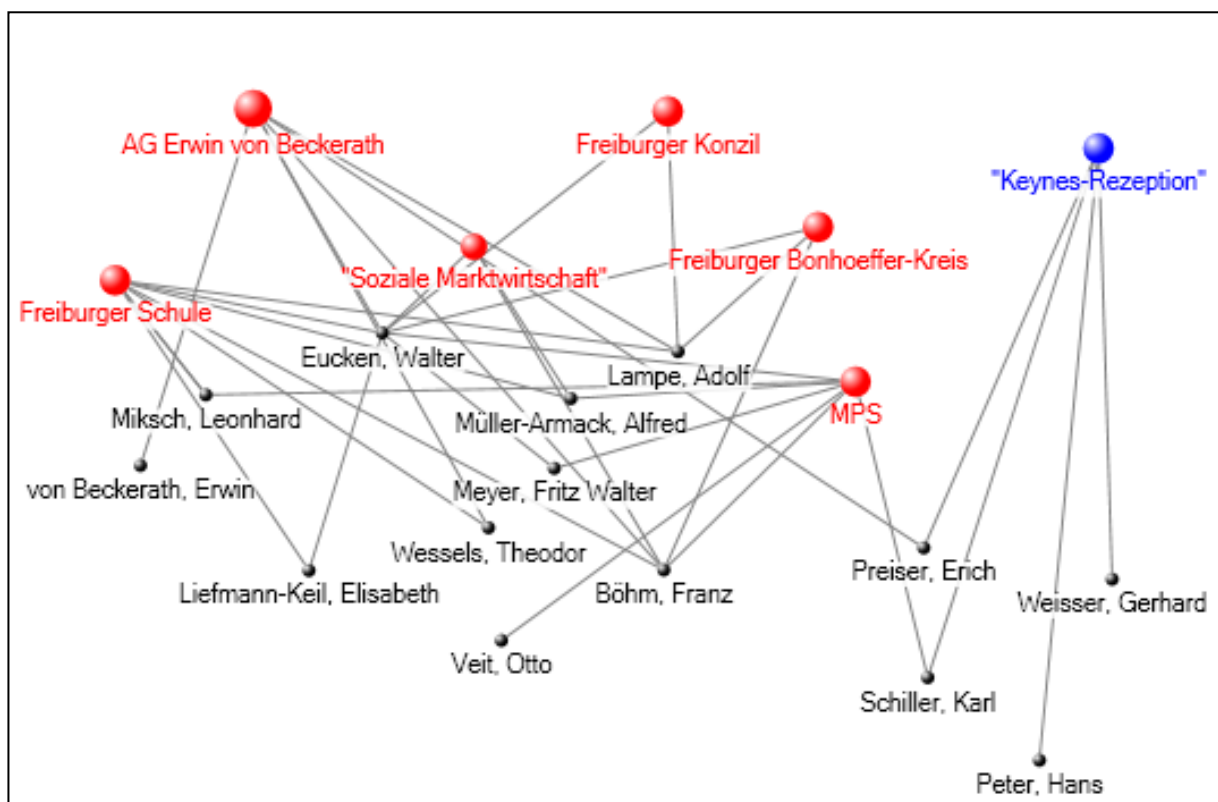 AG Erwin von Beckerath
Freiburger Konzil
"Keynes-Rezeption"
"Soziale Marktwirtschaft"
Freiburger Bonhoeffer-Kreis
Freiburger Schule
Eucken, Walter
Lampe, Adolf
Miksch, Leonhard
Müller-Armack, Alfred
MPS
von Beckerath, Erwin
Meyer, Fritz Walter
Wessels, Theodor
Preiser, Erich
Liefmann-Keil, Elisabeth
Böhm, Franz
Weisser, Gerhard
Veit, Otto
Schiller, Karl
Peter, Hans